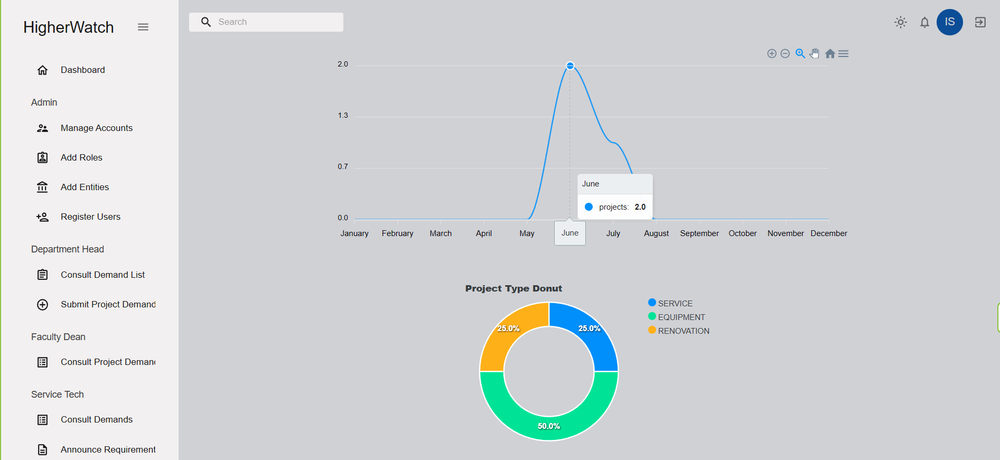 HigherWatch
Dashboard
Admin
Manage Accounts
Add Roles
Add Entities
Register Users
Department Head
Consult Demand List
Submit Project Demand
Faculty Dean
Consult Project Deman
Service Tech
Consult Demands
Announce Requirement
Search
IS
2.0
1.3
0.7
0.0
June
projects: 2.0
January February March April May June July August September October November December
Project Type Donut
25.0% 25.0%
50.0%
SERVICE
EQUIPMENT
RENOVATION